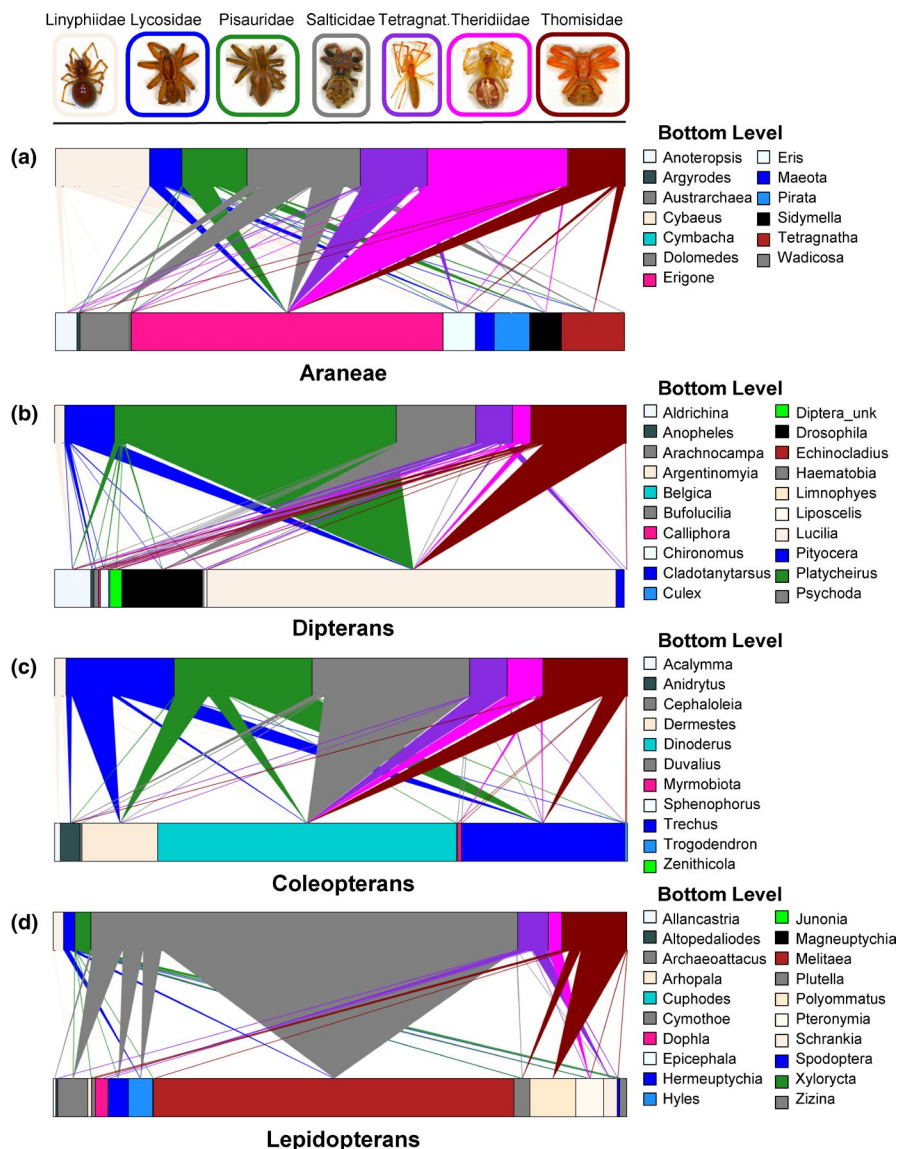 Linyphiidae Lycosidae Pisauridae Salticidae Tetragnat. Theridiidae Thomisidae
(a)
Bottom Level
Anoteropsis Eris
Argyrodes Maeota
Austrarchaea Pirata
Cybaeus Sidymella
Cymbacha Tetragnatha
Dolomedes Wadicosa
Erigone
Araneae
(b)
Bottom Level
Aldrichina Diptera_unk
Anopheles Drosophila
Arachnocampa Echinocladius
Argentinomyia Haematobia
Belgica Limnophyes
Bufolucilia Liposcelis
Calliphora Lucilia
Chironomus Pityocera
Cladotanytarsus Platycheirus
Culex Psychoda
Dipterans
(c)
Bottom Level
Acalymma
Anidrytus
Cephaloleia
Dermestes
Dinoderus
Duvalius
Myrmobiota
Sphenophorus
Trechus
Trogodendron
Zenithicola
Coleopterans
(d)
Bottom Level
Allancastria Junonia
Altopedaliodes Magneuptychia
Archaeoattacus Melitaea
Arhopala Plutella
Cuphodes Polyommatus
Cymothoe Pteronymia
Dophla Schrankia
Epicephala Spodoptera
Hermeuptychia Xylorycta
Hyles Zizina
Lepidopterans